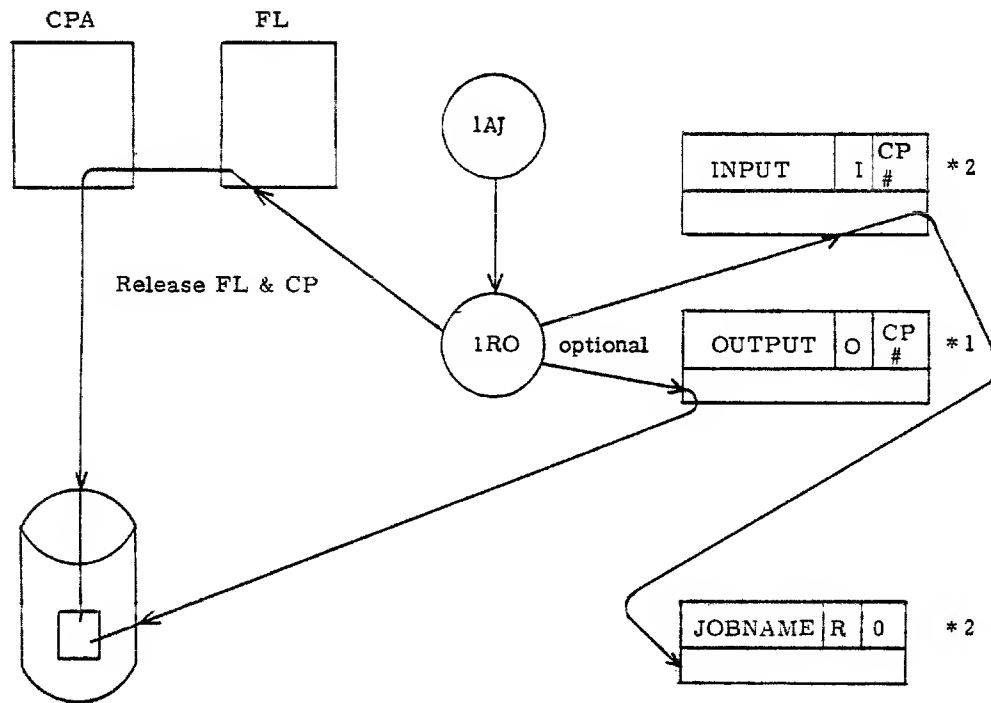 CPA
FL
1AJ
INPUT I CP # *2
Release FL & CP
1RO
optional
OUTPUT O CP # *1
JOBNAME R 0 *2